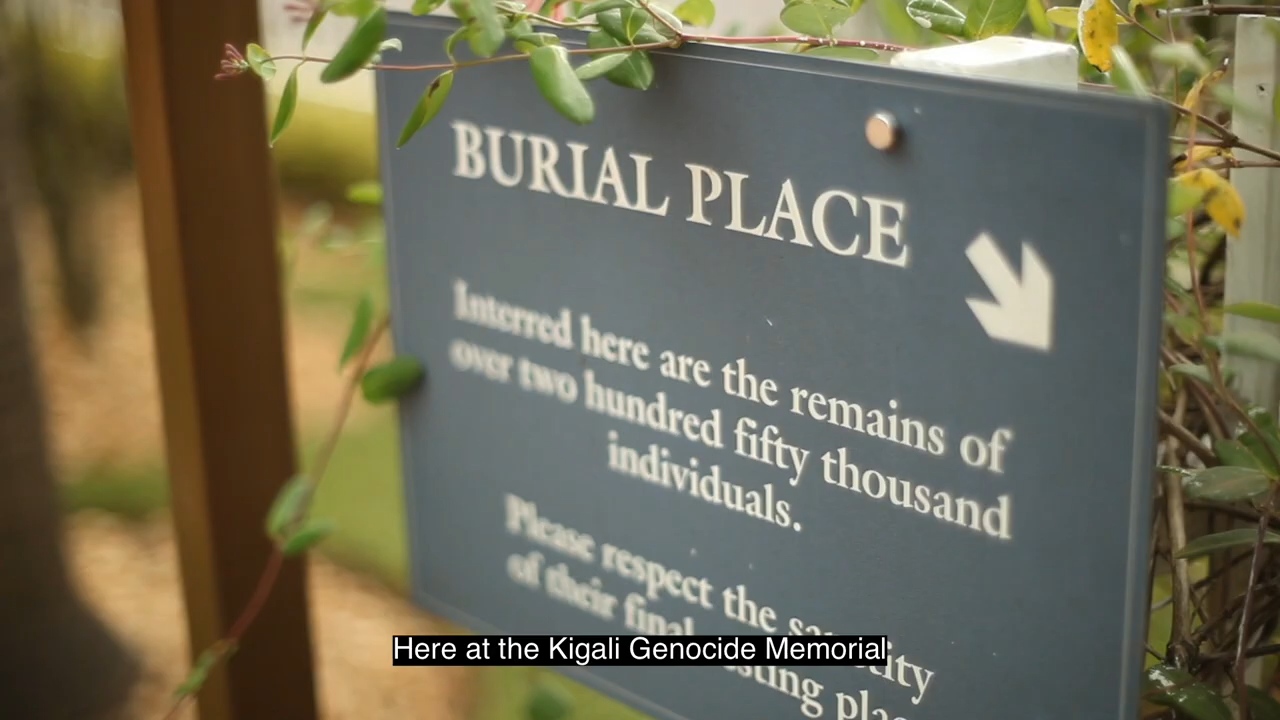 BURIAL PLACE
Interred here are the remains of
over two hundred fifty thousand
individuals.
Please respect the
of their final
Here at the Kigali Genocide Memorial